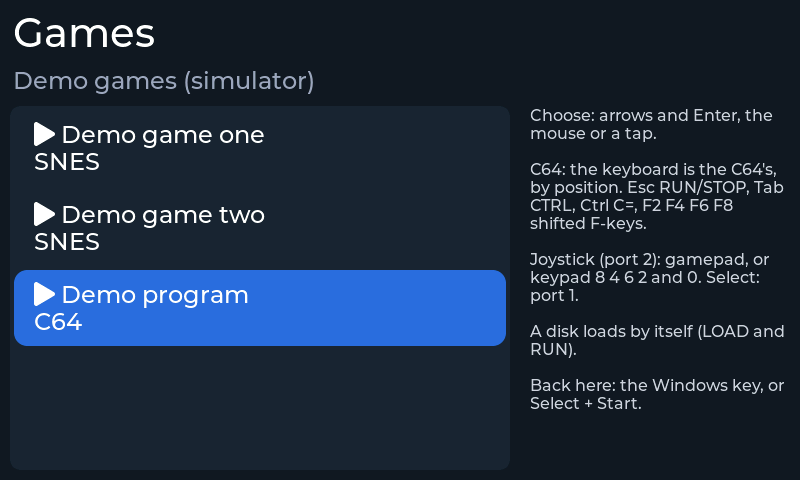 Games
Demo games (simulator)
Demo game one
SNES
Demo game two
SNES
Demo program
C64
Choose: arrows and Enter, the
mouse or a tap.
C64: the keyboard is the C64's,
by position. Esc RUN/STOP, Tab
CTRL, Ctrl C=, F2 F4 F6 F8
shifted F-keys.
Joystick (port 2): gamepad, or
keypad 8 4 6 2 and 0. Select:
port 1.
A disk loads by itself (LOAD and
RUN).
Back here: the Windows key, or
Select + Start.